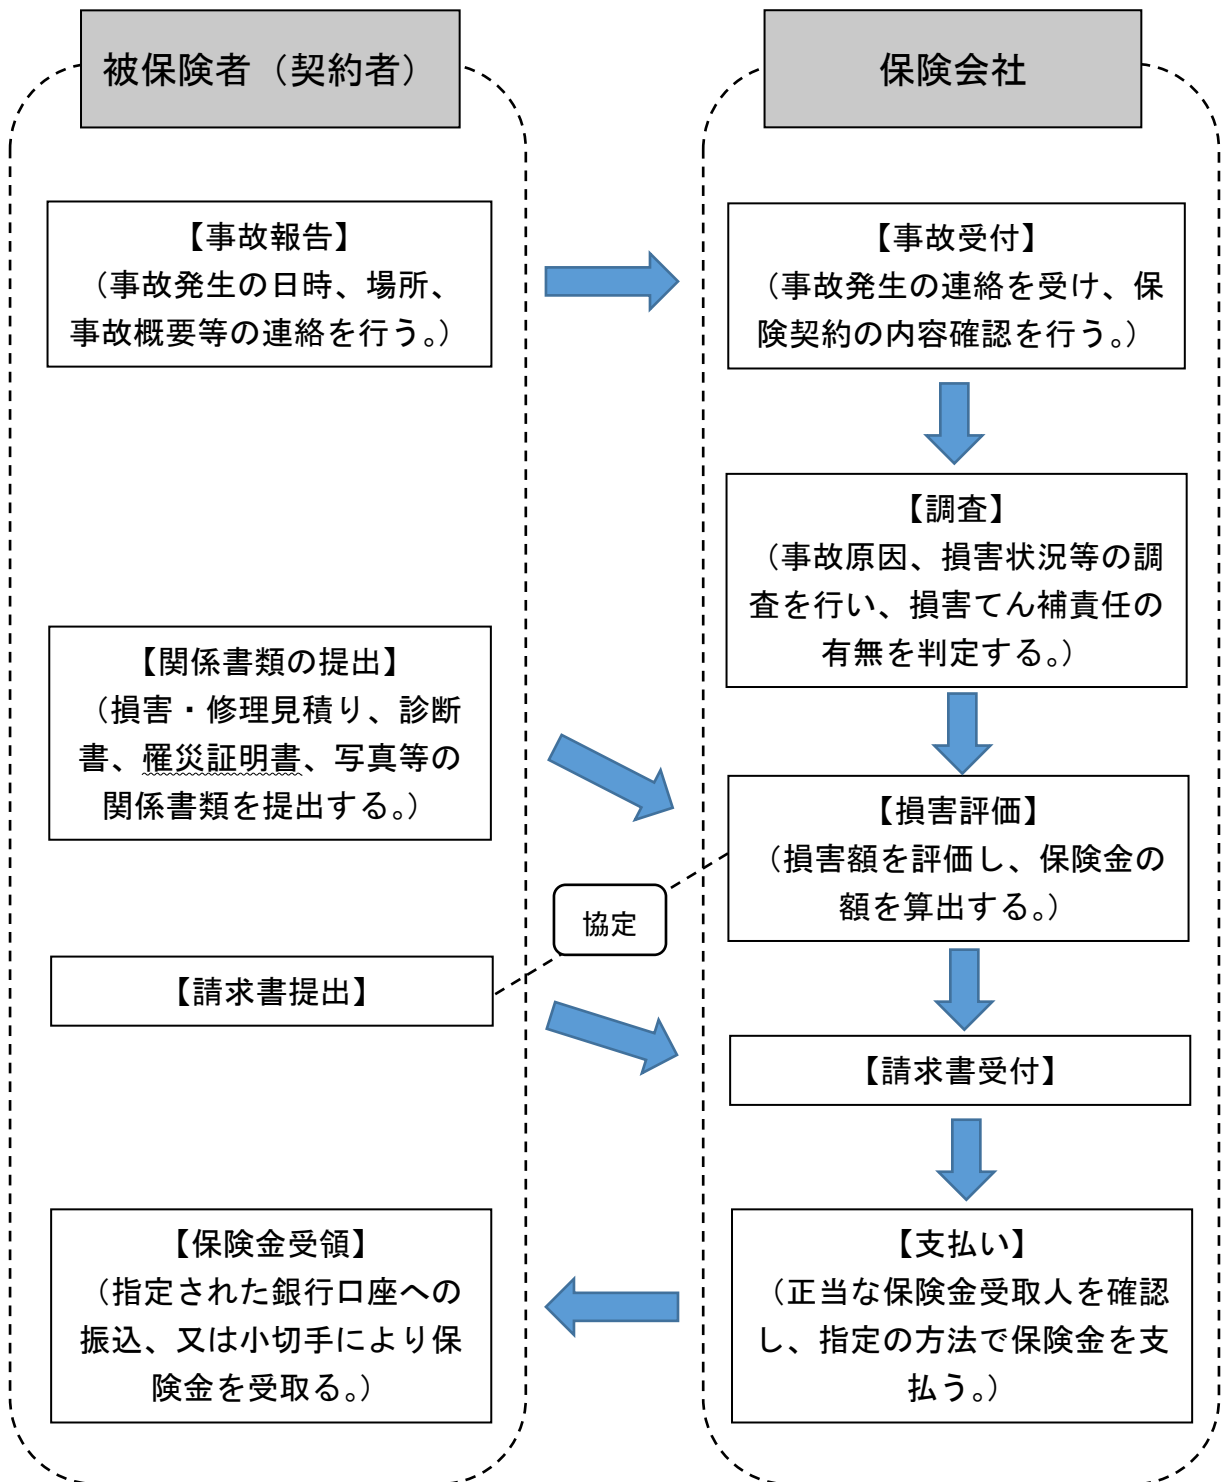 被保険者（契約者）
保険会社
【事故報告】
（事故発生の日時、場所、
事故概要等の連絡を行う。）
【事故受付】
（事故発生の連絡を受け、保
険契約の内容確認を行う。）
【調査】
（事故原因、損害状況等の調
査を行い、損害てん補責任の
有無を判定する。）
【関係書類の提出】
（損害・修理見積り、診断
書、罹災証明書、写真等の
関係書類を提出する。）
【損害評価】
（損害額を評価し、保険金の
額を算出する。）
協定
【請求書提出】
【請求書受付】
【保険金受領】
（指定された銀行口座への
振込、又は小切手により保
険金を受取る。）
【支払い】
（正当な保険金受取人を確認
し、指定の方法で保険金を支
払う。）